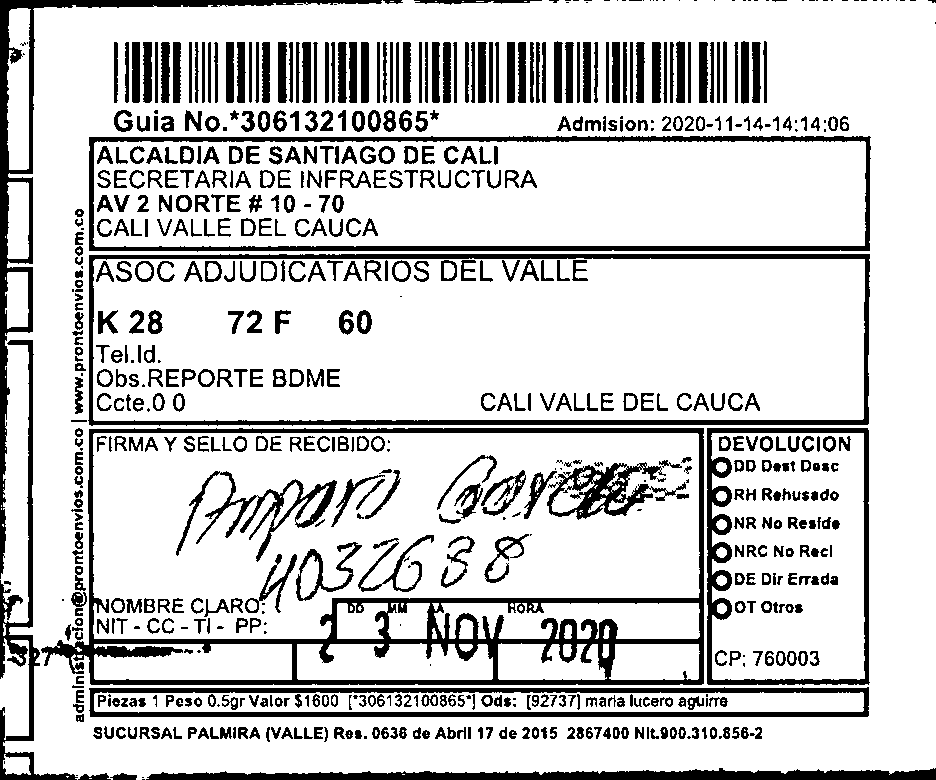 Guia No.*306132100865*
Admision: 2020-11-14-14:14:06
ALCALDIA DE SANTIAGO DE CALI
SECRETARIA DE INFRAESTRUCTURA
AV 2 NORTE # 10 - 70
CALI VALLE DEL CAUCA
ASOC ADJUDICATARIOS DEL VALLE
K 28 72 F 60
Tel.Id.
Obs.REPORTE BDME
Ccte.0 0
CALI VALLE DEL CAUCA
administracion@prontoenvios.com.co | www.prontoenvios.com.co
FIRMA Y SELLO DE RECIBIDO:
Amparo Garcia
4032638
NOMBRE CLARO:
NIT - CC - TI - PP:
DD MM AA HORA
23 NOV 2020
DEVOLUCION
DD Dest Desc
RH Rehusado
NR No Reside
NRC No Recl
DE Dir Errada
OT Otros
CP: 760003
Piezas 1 Peso 0.5gr Valor $1600 [*306132100865*] Ods: [92737] maria lucero aguirre
SUCURSAL PALMIRA (VALLE) Res. 0636 de Abril 17 de 2015 2867400 Nit.900.310.856-2